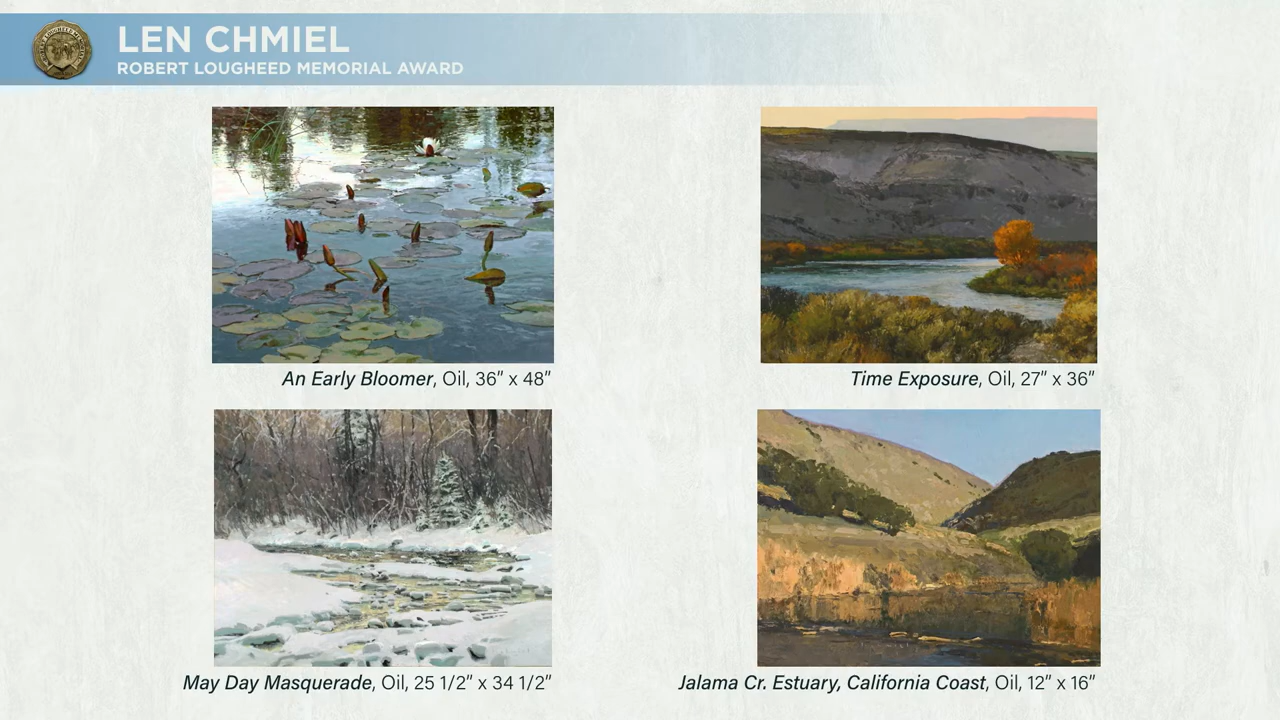 LEN CHMIEL
ROBERT LOUGHEED MEMORIAL AWARD
An Early Bloomer, Oil, 36” x 48”
Time Exposure, Oil, 27” x 36”
May Day Masquerade, Oil, 25 1/2” x 34 1/2”
Jalama Cr. Estuary, California Coast, Oil, 12” x 16”